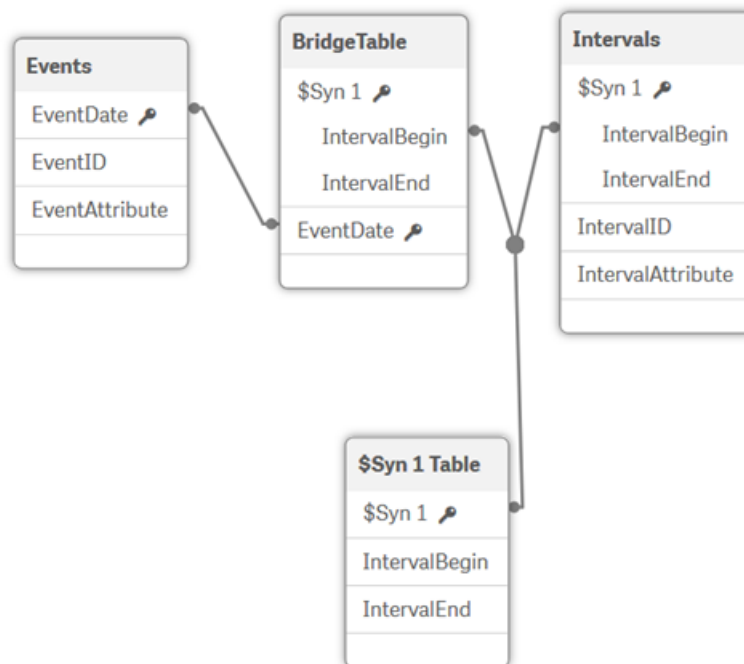 Events
EventDate
EventID
EventAttribute
BridgeTable
$Syn 1
IntervalBegin
IntervalEnd
EventDate
Intervals
$Syn 1
IntervalBegin
IntervalEnd
IntervalID
IntervalAttribute
$Syn 1 Table
$Syn 1
IntervalBegin
IntervalEnd